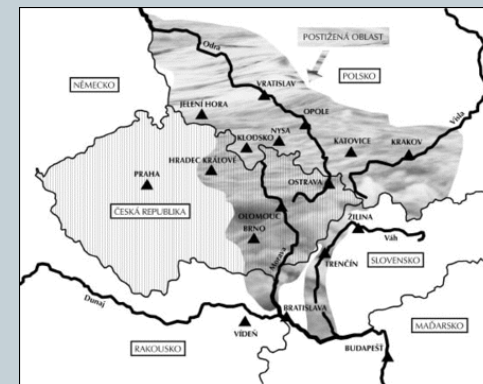 POSTIŽENÁ OBLAST
Odra
NĚMECKO
POLSKO
VRATISLAV
JELENÍ HORA
OPOLE
Visla
NYSA
KLODSKO
KATOVICE
KRAKOV
HRADEC KRÁLOVÉ
PRAHA
OSTRAVA
ČESKÁ REPUBLIKA
OLOMOUC
ŽILINA
BRNO
Váh
Morava
TRENČÍN
SLOVENSKO
Dunaj
BRATISLAVA
VÍDEŇ
MAĎARSKO
RAKOUSKO
BUDAPEŠŤ